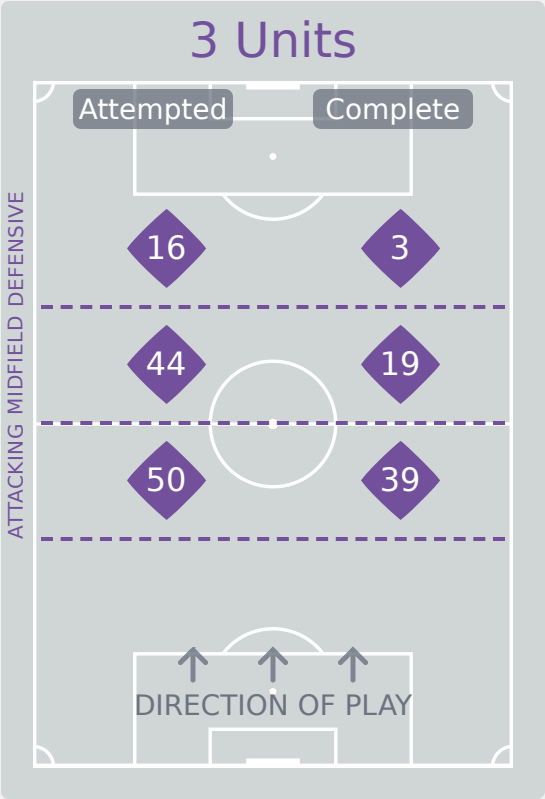 3 Units
Attempted Complete
16 3
44 19
50 39
ATTACKING MIDFIELD DEFENSIVE
DIRECTION OF PLAY